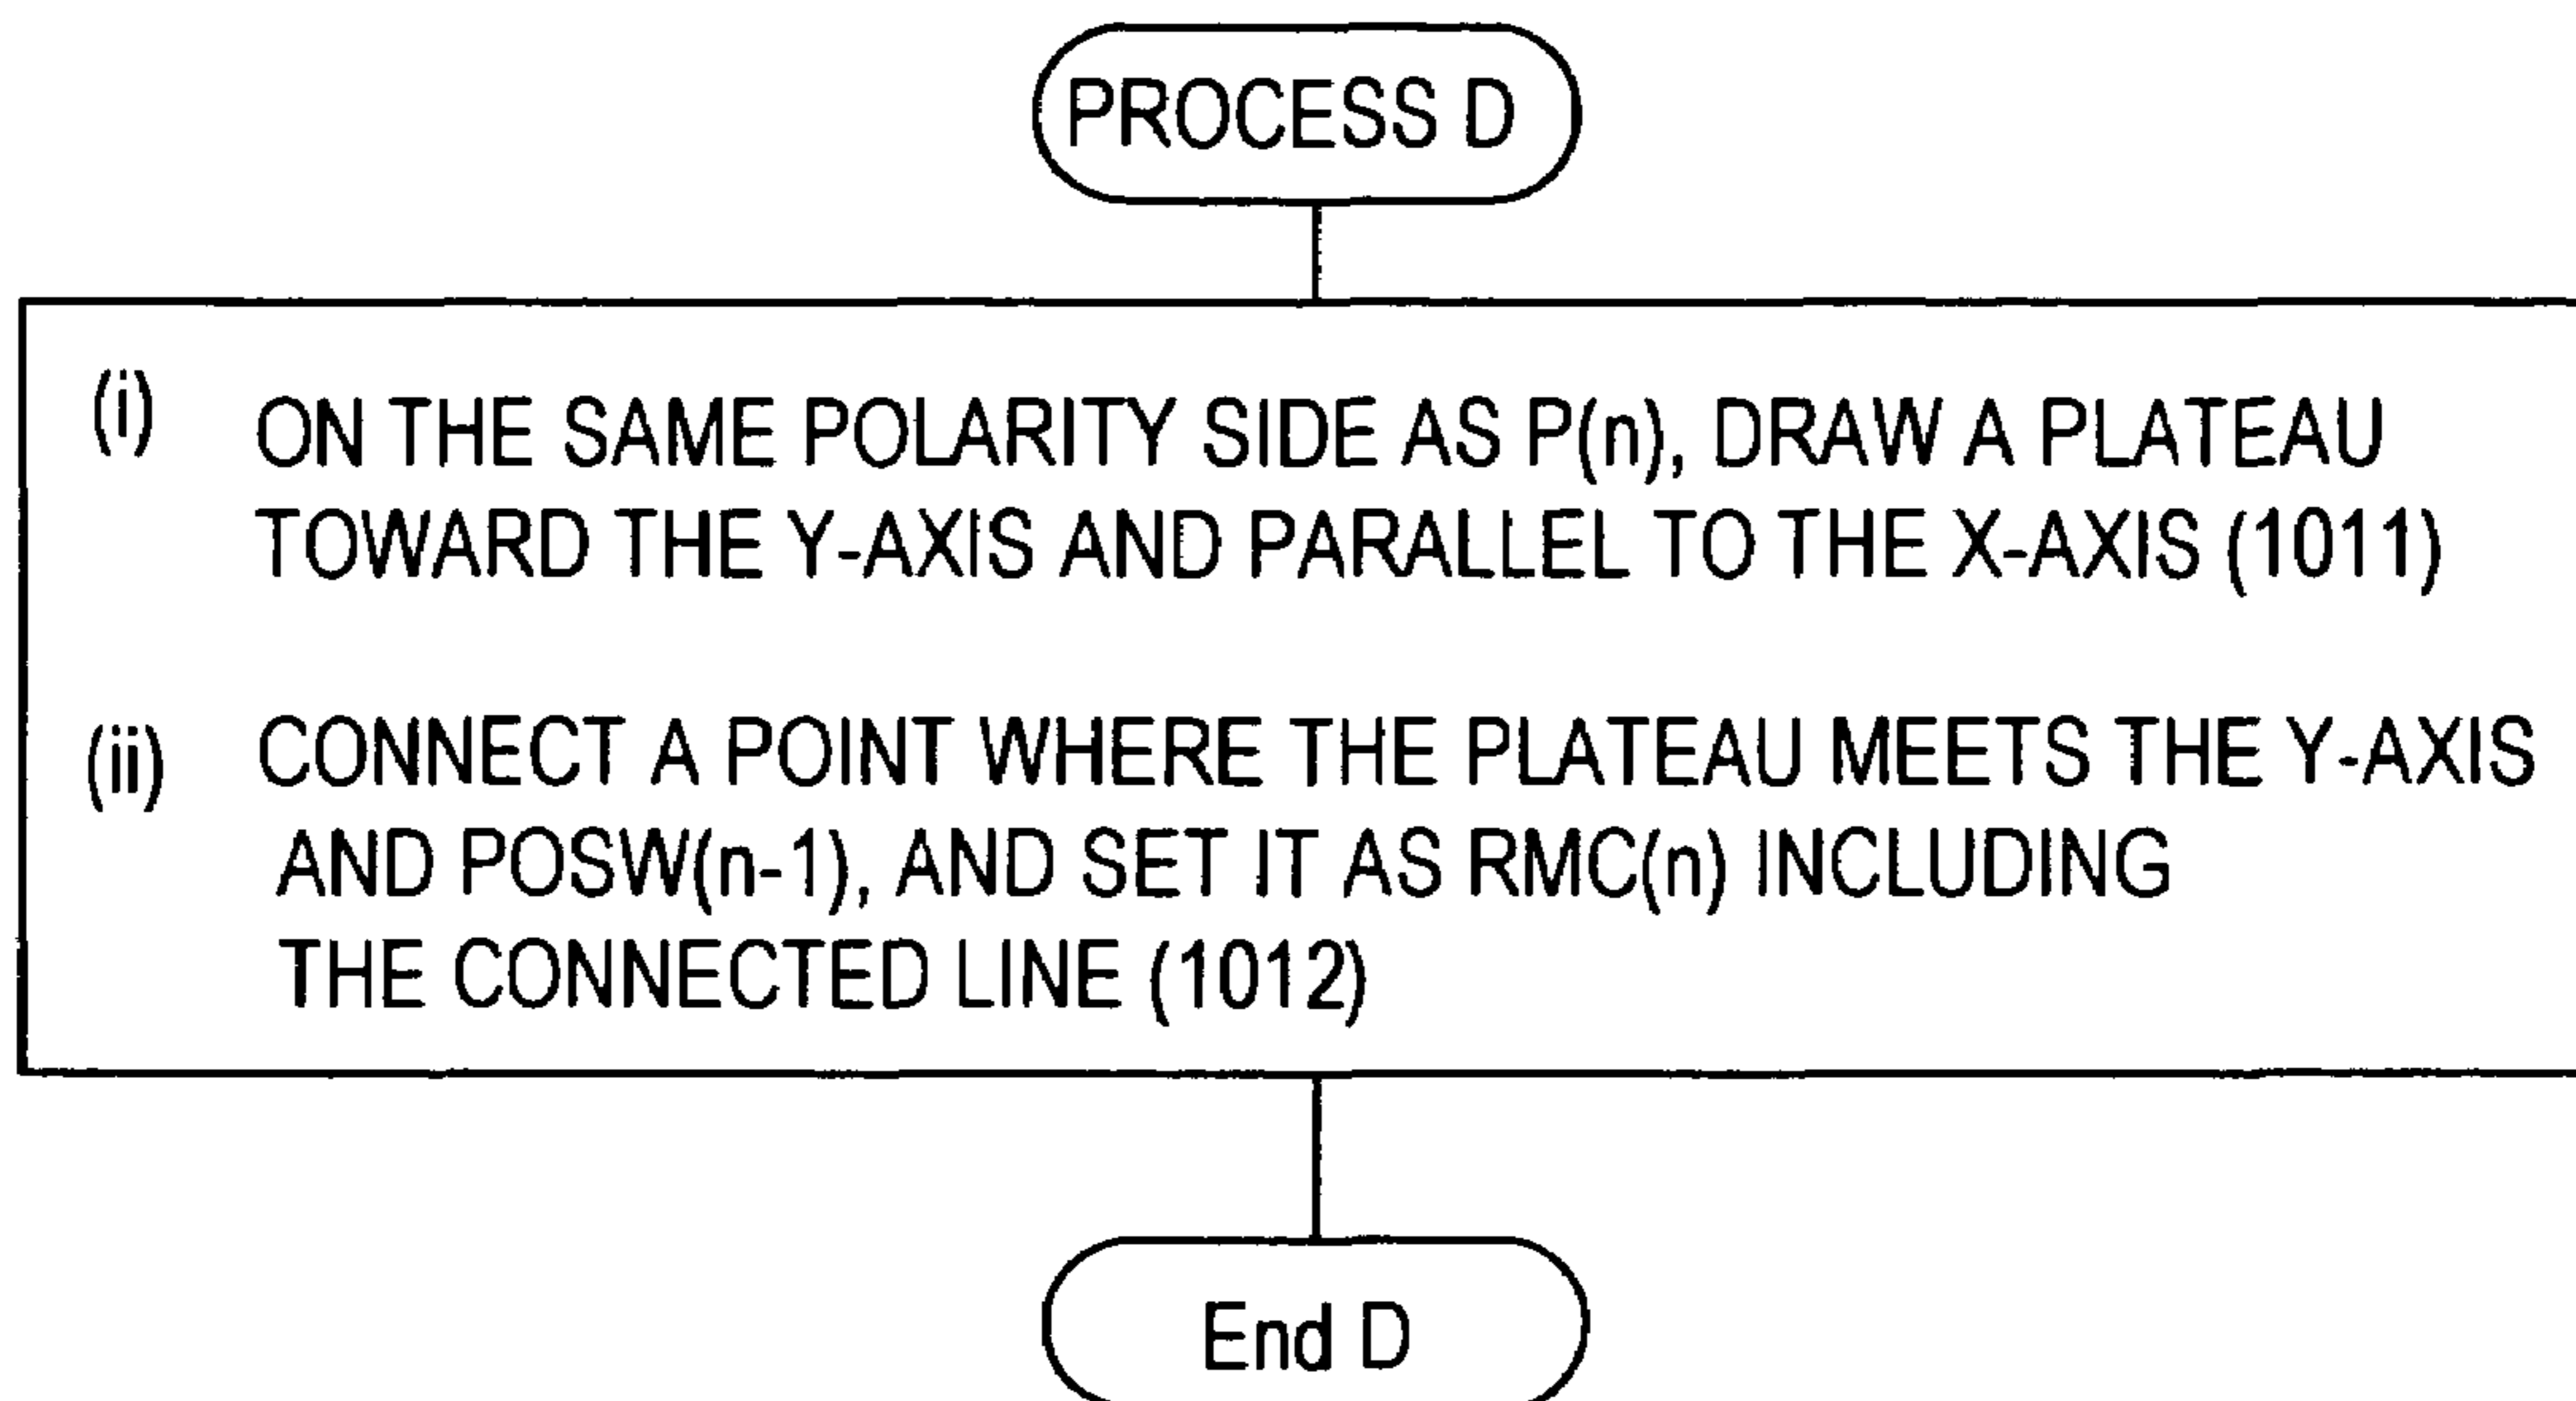 PROCESS D
(i) ON THE SAME POLARITY SIDE AS P(n), DRAW A PLATEAU
TOWARD THE Y-AXIS AND PARALLEL TO THE X-AXIS (1011)
(ii) CONNECT A POINT WHERE THE PLATEAU MEETS THE Y-AXIS
AND POSW(n-1), AND SET IT AS RMC(n) INCLUDING
THE CONNECTED LINE (1012)
End D